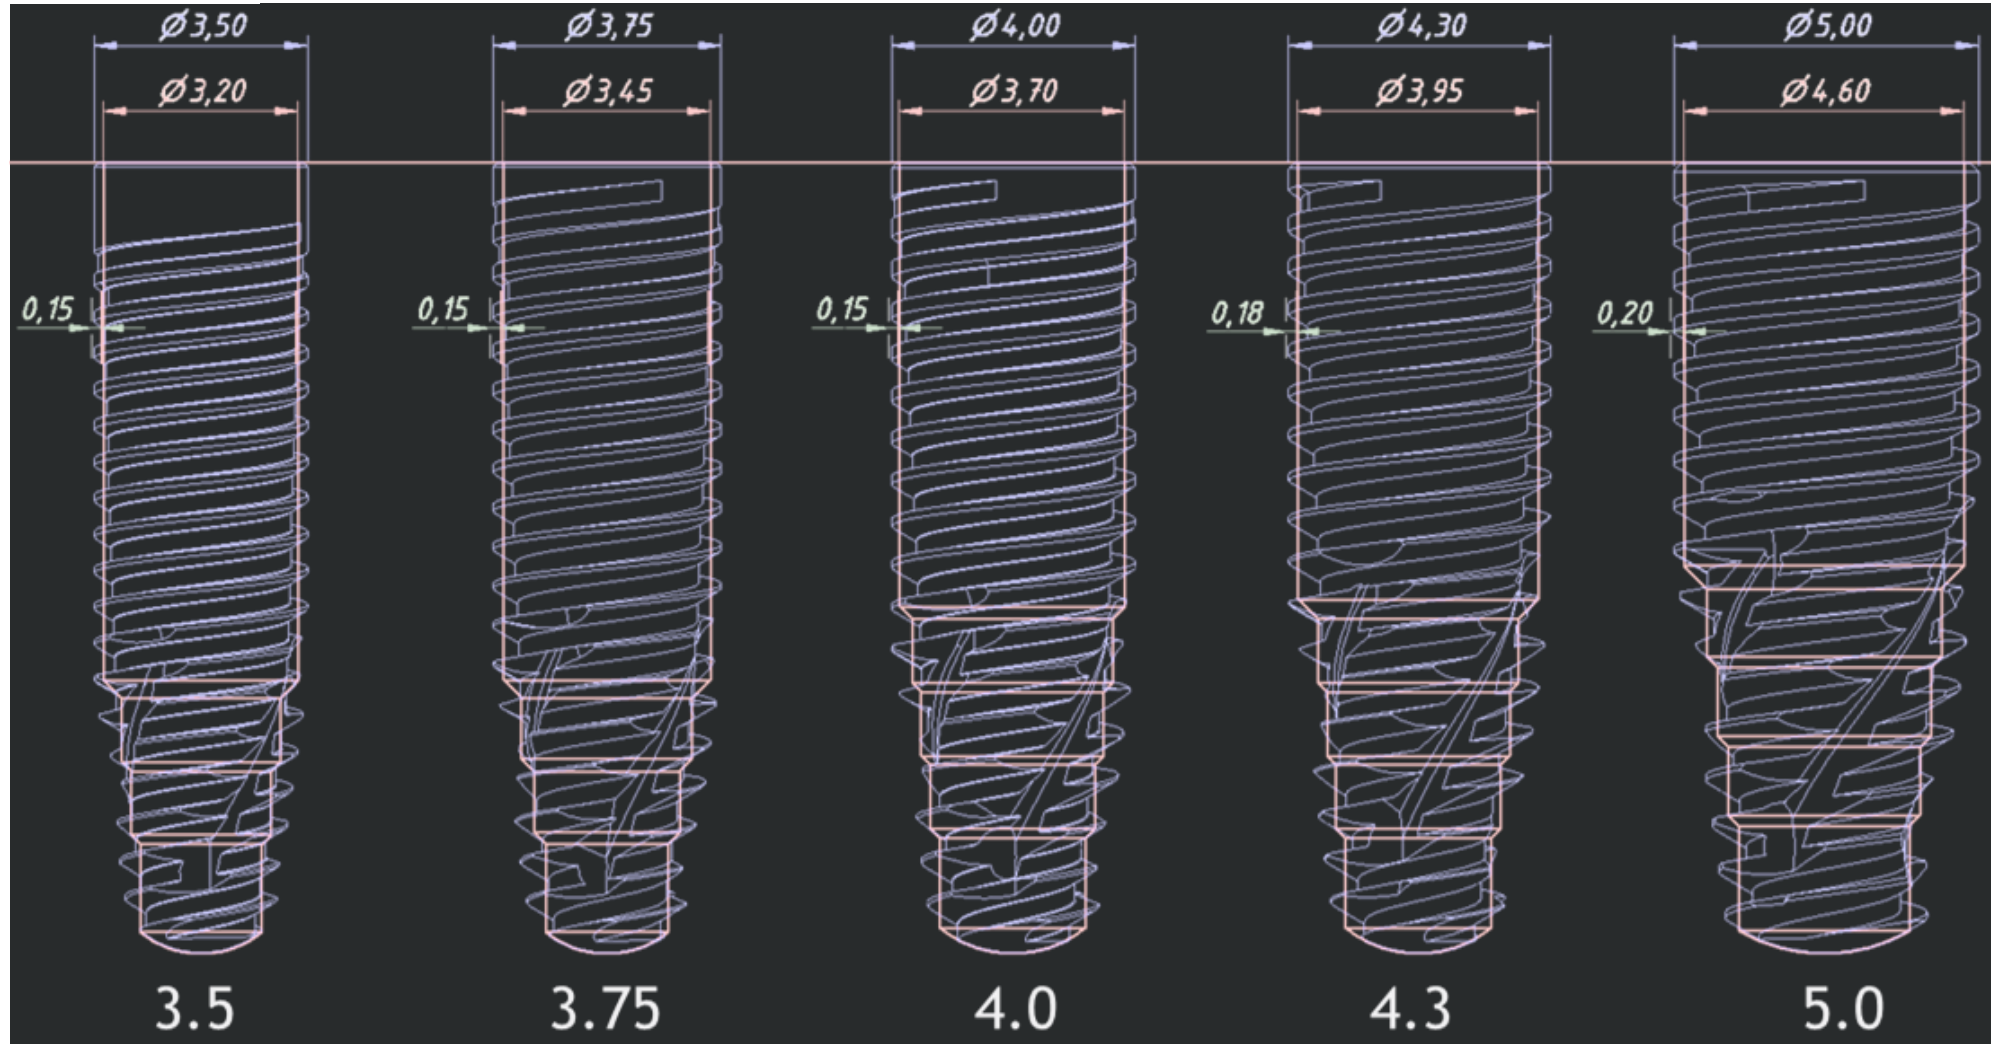 Ø3,50 Ø3,75 Ø4,00 Ø4,30 Ø5,00
Ø3,20 Ø3,45 Ø3,70 Ø3,95 Ø4,60
0,15 0,15 0,15 0,18 0,20
3.5 3.75 4.0 4.3 5.0